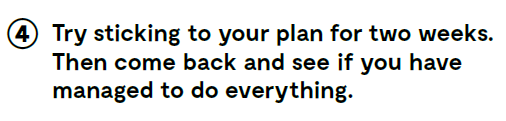 ④ Try sticking to your plan for two weeks.
Then come back and see if you have
managed to do everything.